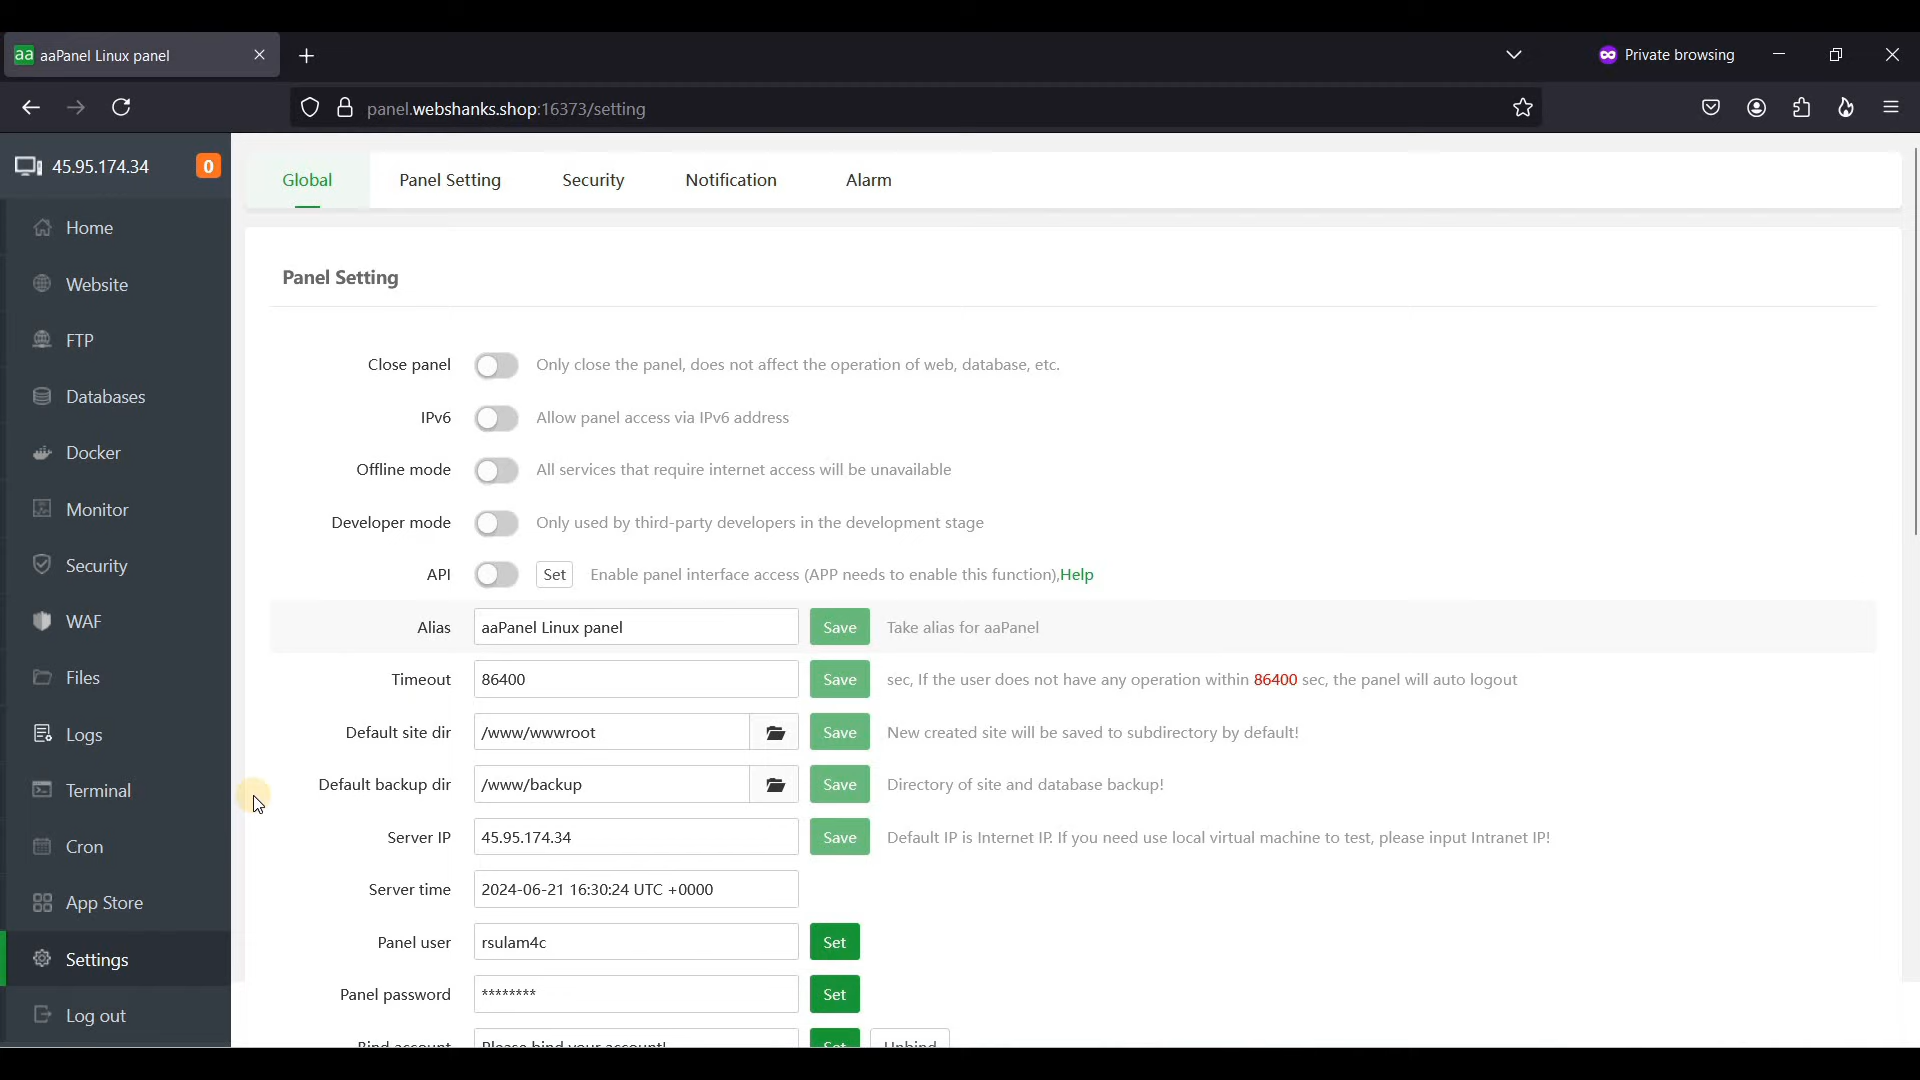 aa aaPanel Linux panel
Private browsing
panel.webshanks.shop:16373/setting
45.95.174.34 0
Home
Website
FTP
Databases
Docker
Monitor
Security
WAF
Files
Logs
Terminal
Cron
App Store
Settings
Log out
Global Panel Setting Security Notification Alarm
Panel Setting
Close panel Only close the panel, does not affect the operation of web, database, etc.
IPv6 Allow panel access via IPv6 address
Offline mode All services that require internet access will be unavailable
Developer mode Only used by third-party developers in the development stage
API Set Enable panel interface access (APP needs to enable this function),Help
Alias aaPanel Linux panel Save Take alias for aaPanel
Timeout 86400 Save sec, If the user does not have any operation within 86400 sec, the panel will auto logout
Default site dir /www/wwwroot Save New created site will be saved to subdirectory by default!
Default backup dir /www/backup Save Directory of site and database backup!
Server IP 45.95.174.34 Save Default IP is Internet IP. If you need use local virtual machine to test, please input Intranet IP!
Server time 2024-06-21 16:30:24 UTC +0000
Panel user rsulam4c Set
Panel password ******** Set
Bind account Please bind your account! Set Unbind